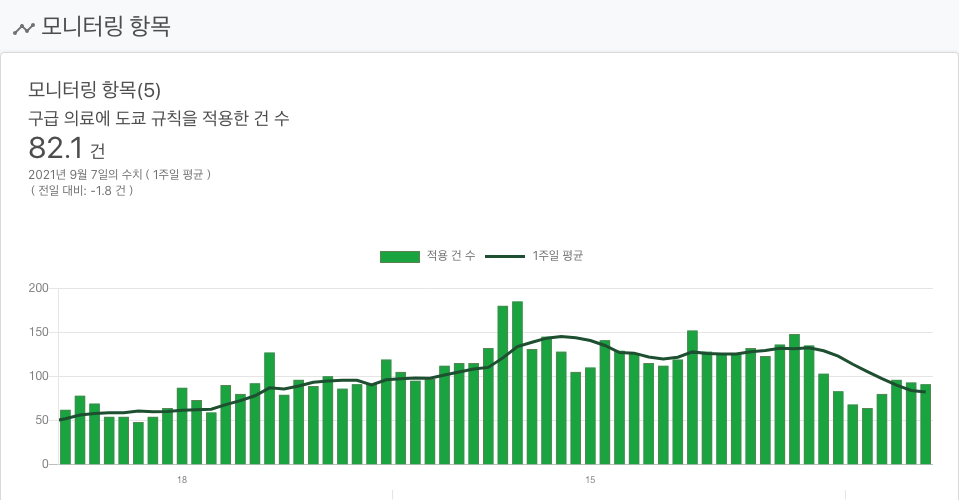 모니터링 항목
모니터링 항목(5)
구급 의료에 도쿄 규칙을 적용한 건 수
82.1 건
2021년 9월 7일의 수치 ( 1주일 평균 )
( 전일 대비: -1.8 건 )
적용 건 수 1주일 평균
200
150
100
50
0
18 15